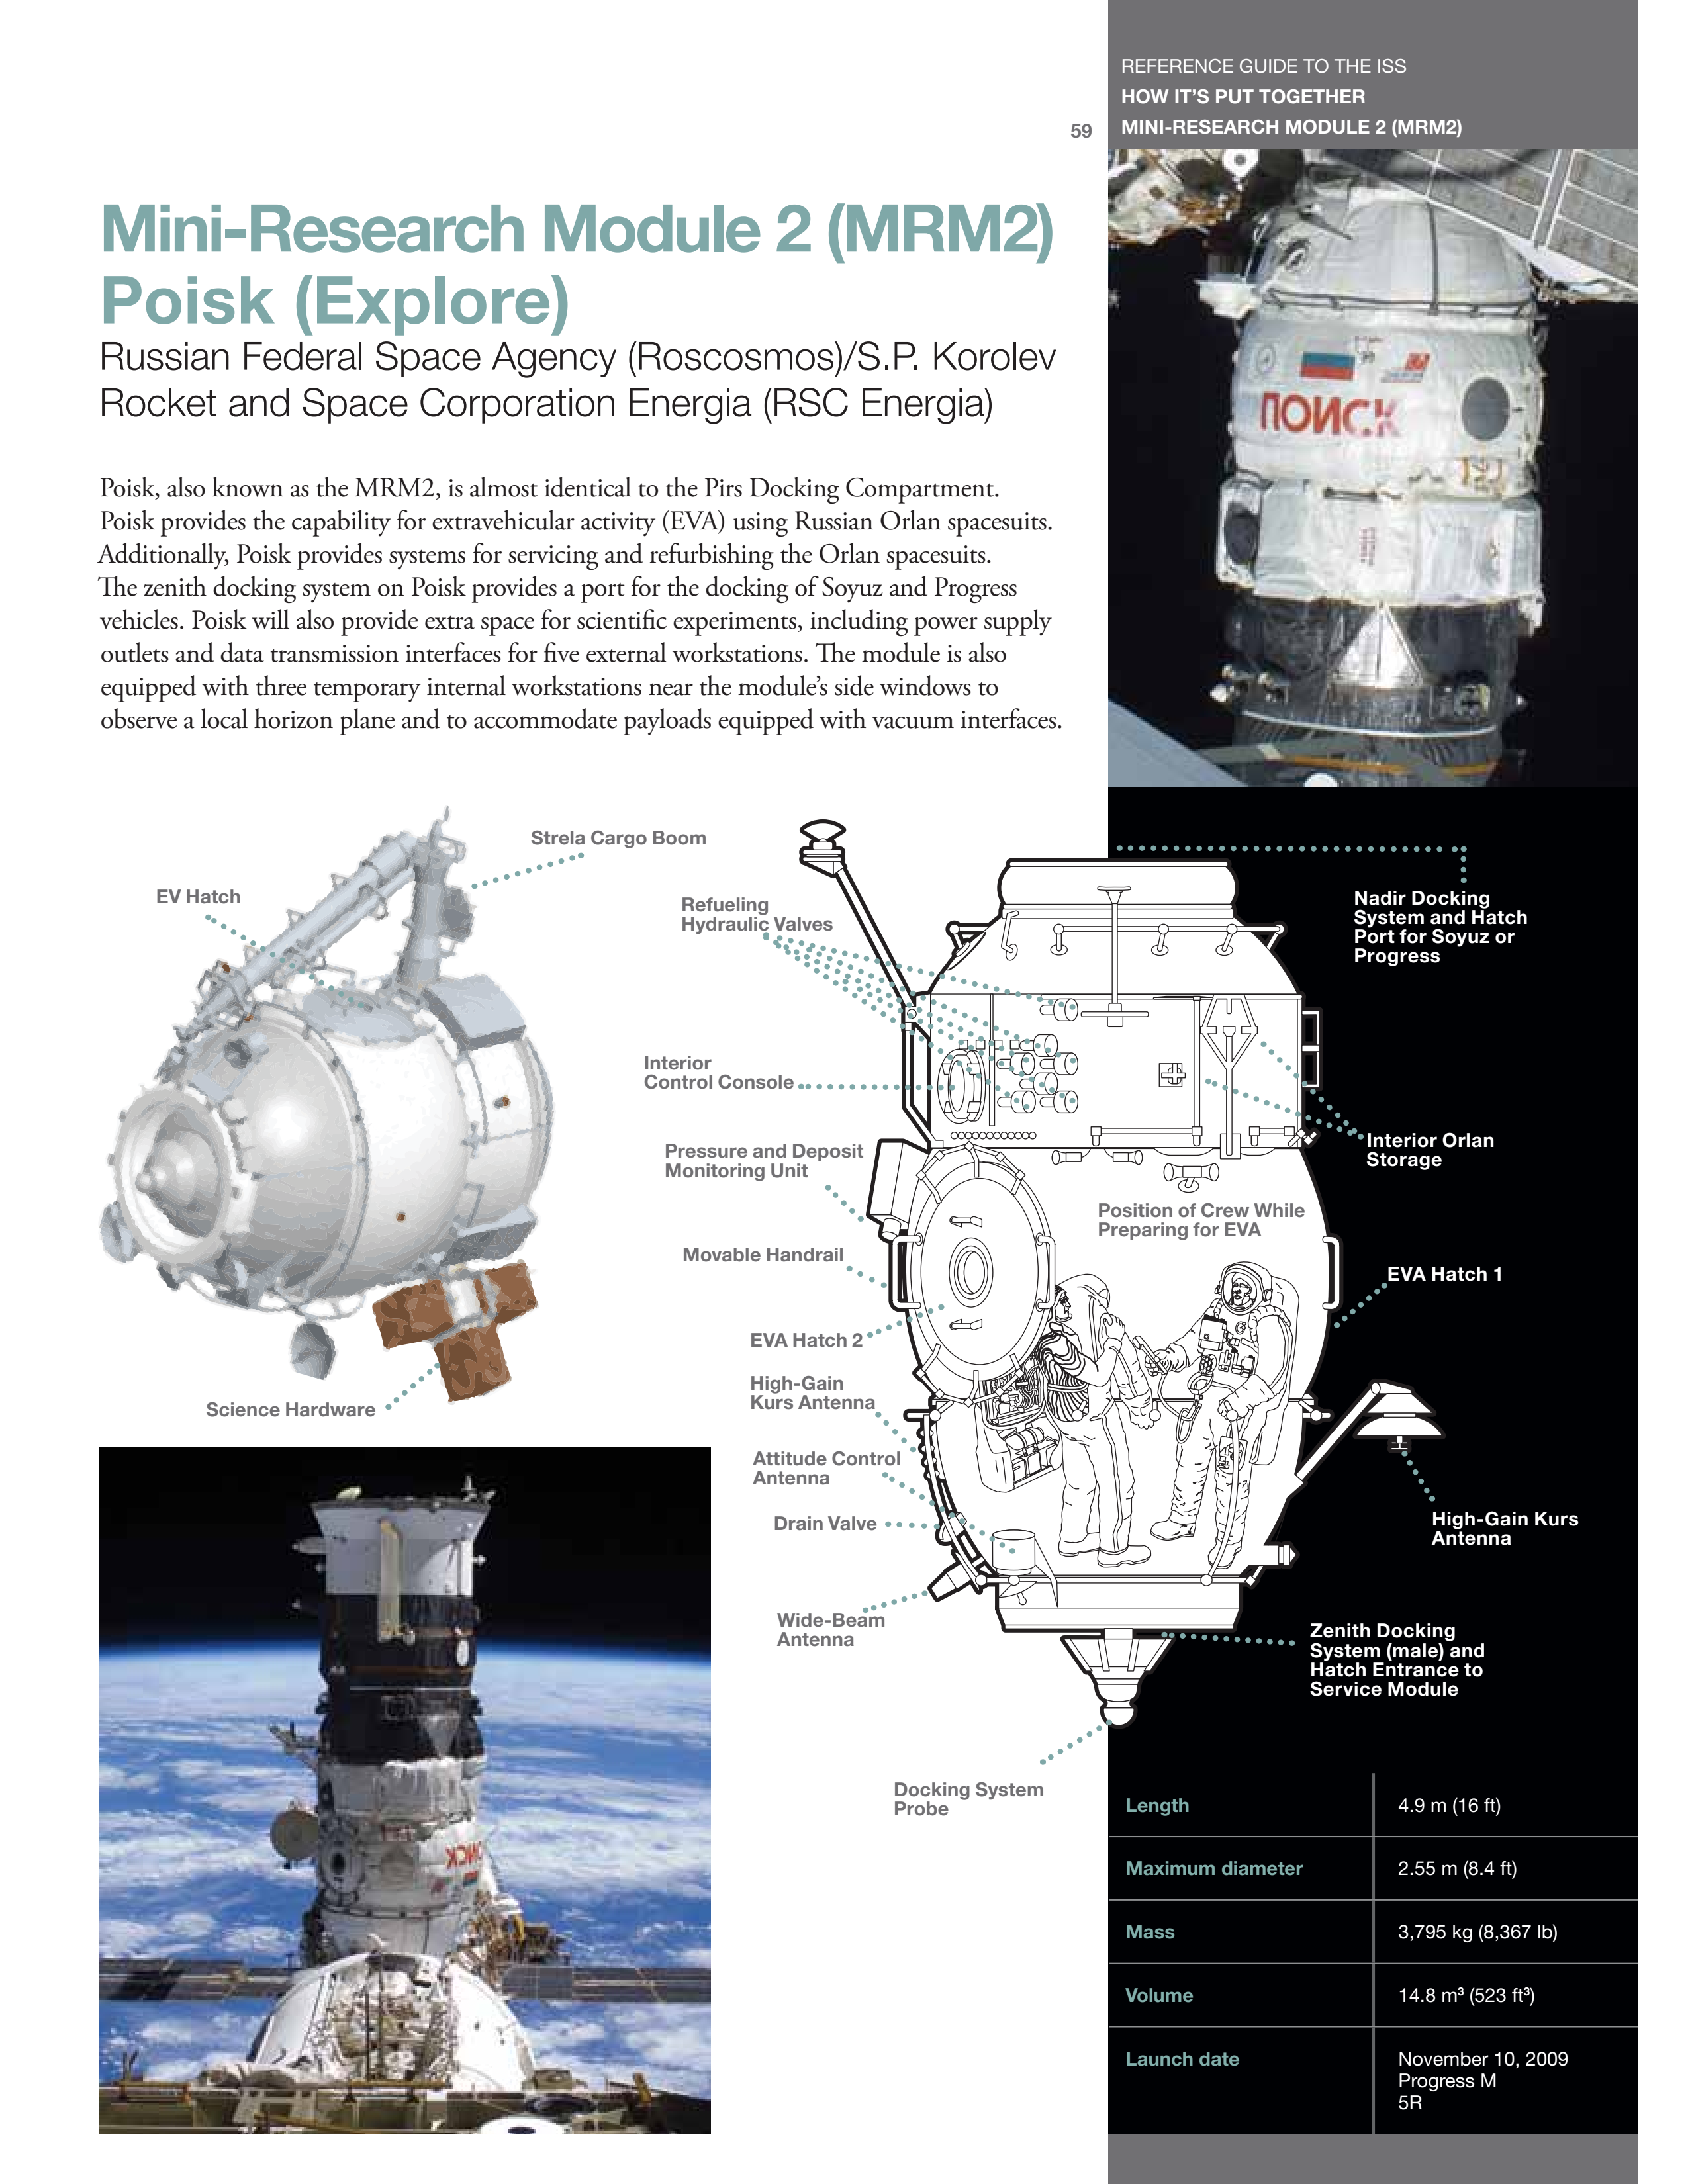 REFERENCE GUIDE TO THE ISS
HOW IT'S PUT TOGETHER
MINI-RESEARCH MODULE 2 (MRM2)
59
Mini-Research Module 2 (MRM2)
Poisk (Explore)
Russian Federal Space Agency (Roscosmos)/S.P. Korolev
Rocket and Space Corporation Energia (RSC Energia)
Poisk, also known as the MRM2, is almost identical to the Pirs Docking Compartment.
Poisk provides the capability for extravehicular activity (EVA) using Russian Orlan spacesuits.
Additionally, Poisk provides systems for servicing and refurbishing the Orlan spacesuits.
The zenith docking system on Poisk provides a port for the docking of Soyuz and Progress
vehicles. Poisk will also provide extra space for scientific experiments, including power supply
outlets and data transmission interfaces for five external workstations. The module is also
equipped with three temporary internal workstations near the module's side windows to
observe a local horizon plane and to accommodate payloads equipped with vacuum interfaces.
ПОИСК
Strela Cargo Boom
EV Hatch
Science Hardware
Refueling
Hydraulic Valves
Interior
Control Console
Pressure and Deposit
Monitoring Unit
Movable Handrail
EVA Hatch 2
High-Gain
Kurs Antenna
Attitude Control
Antenna
Drain Valve
Wide-Beam
Antenna
Docking System
Probe
Position of Crew While
Preparing for EVA
Nadir Docking
System and Hatch
Port for Soyuz or
Progress
Interior Orlan
Storage
EVA Hatch 1
High-Gain Kurs
Antenna
Zenith Docking
System (male) and
Hatch Entrance to
Service Module
ПОИСК
Length 4.9 m (16 ft)
Maximum diameter 2.55 m (8.4 ft)
Mass 3,795 kg (8,367 lb)
Volume 14.8 m³ (523 ft³)
Launch date November 10, 2009
Progress M
5R